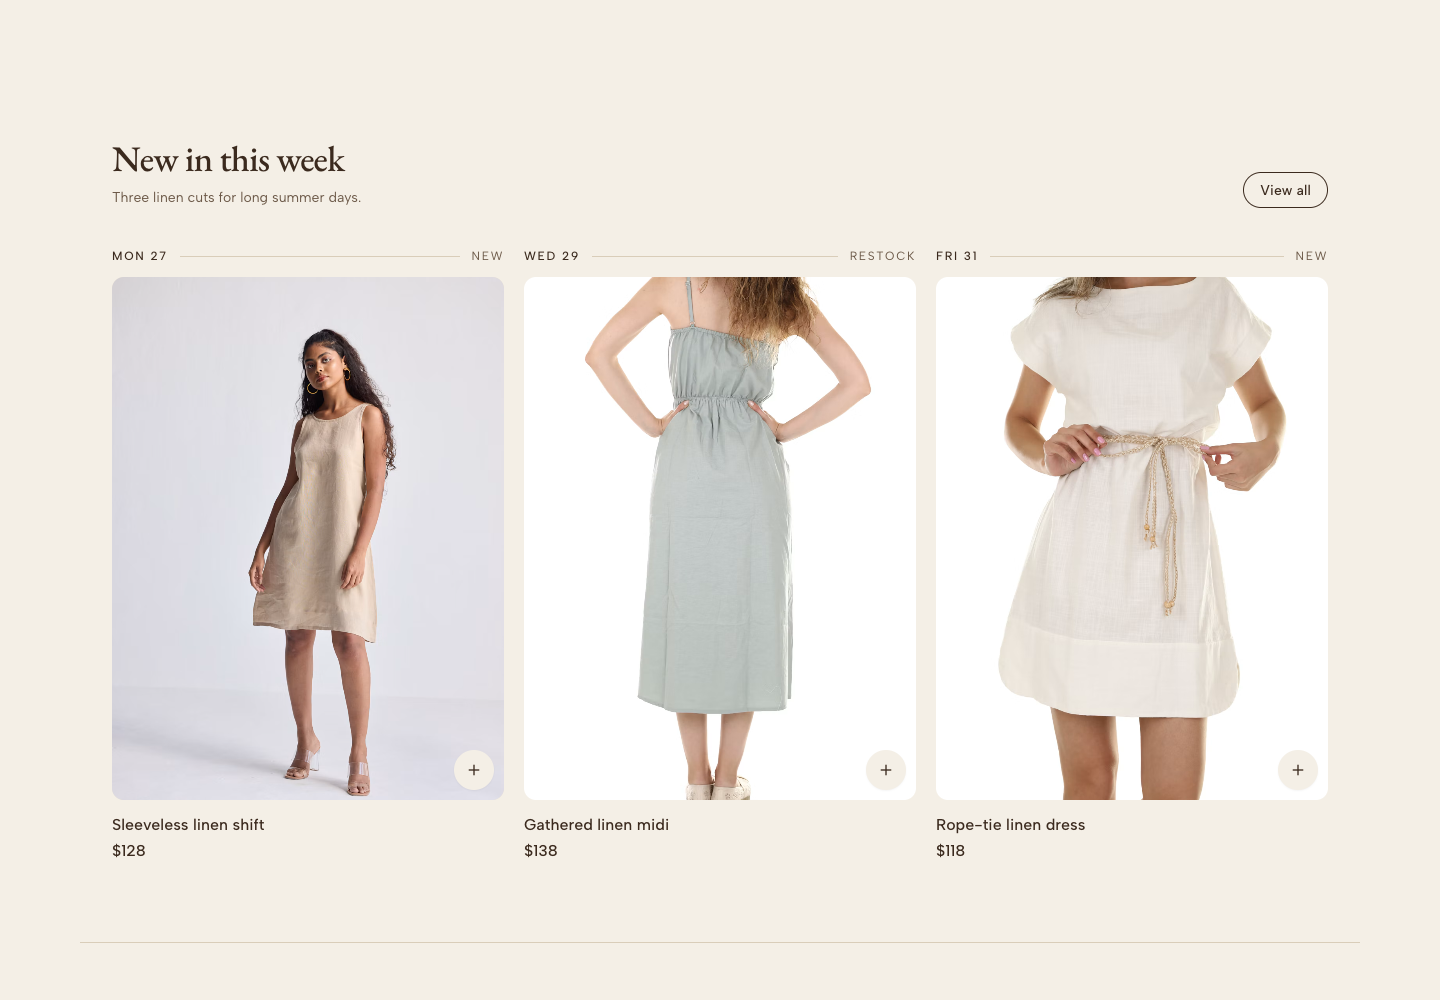 New in this week
Three linen cuts for long summer days.
View all
MON 27 NEW
WED 29 RESTOCK
FRI 31 NEW
Sleeveless linen shift
$128
Gathered linen midi
$138
Rope-tie linen dress
$118